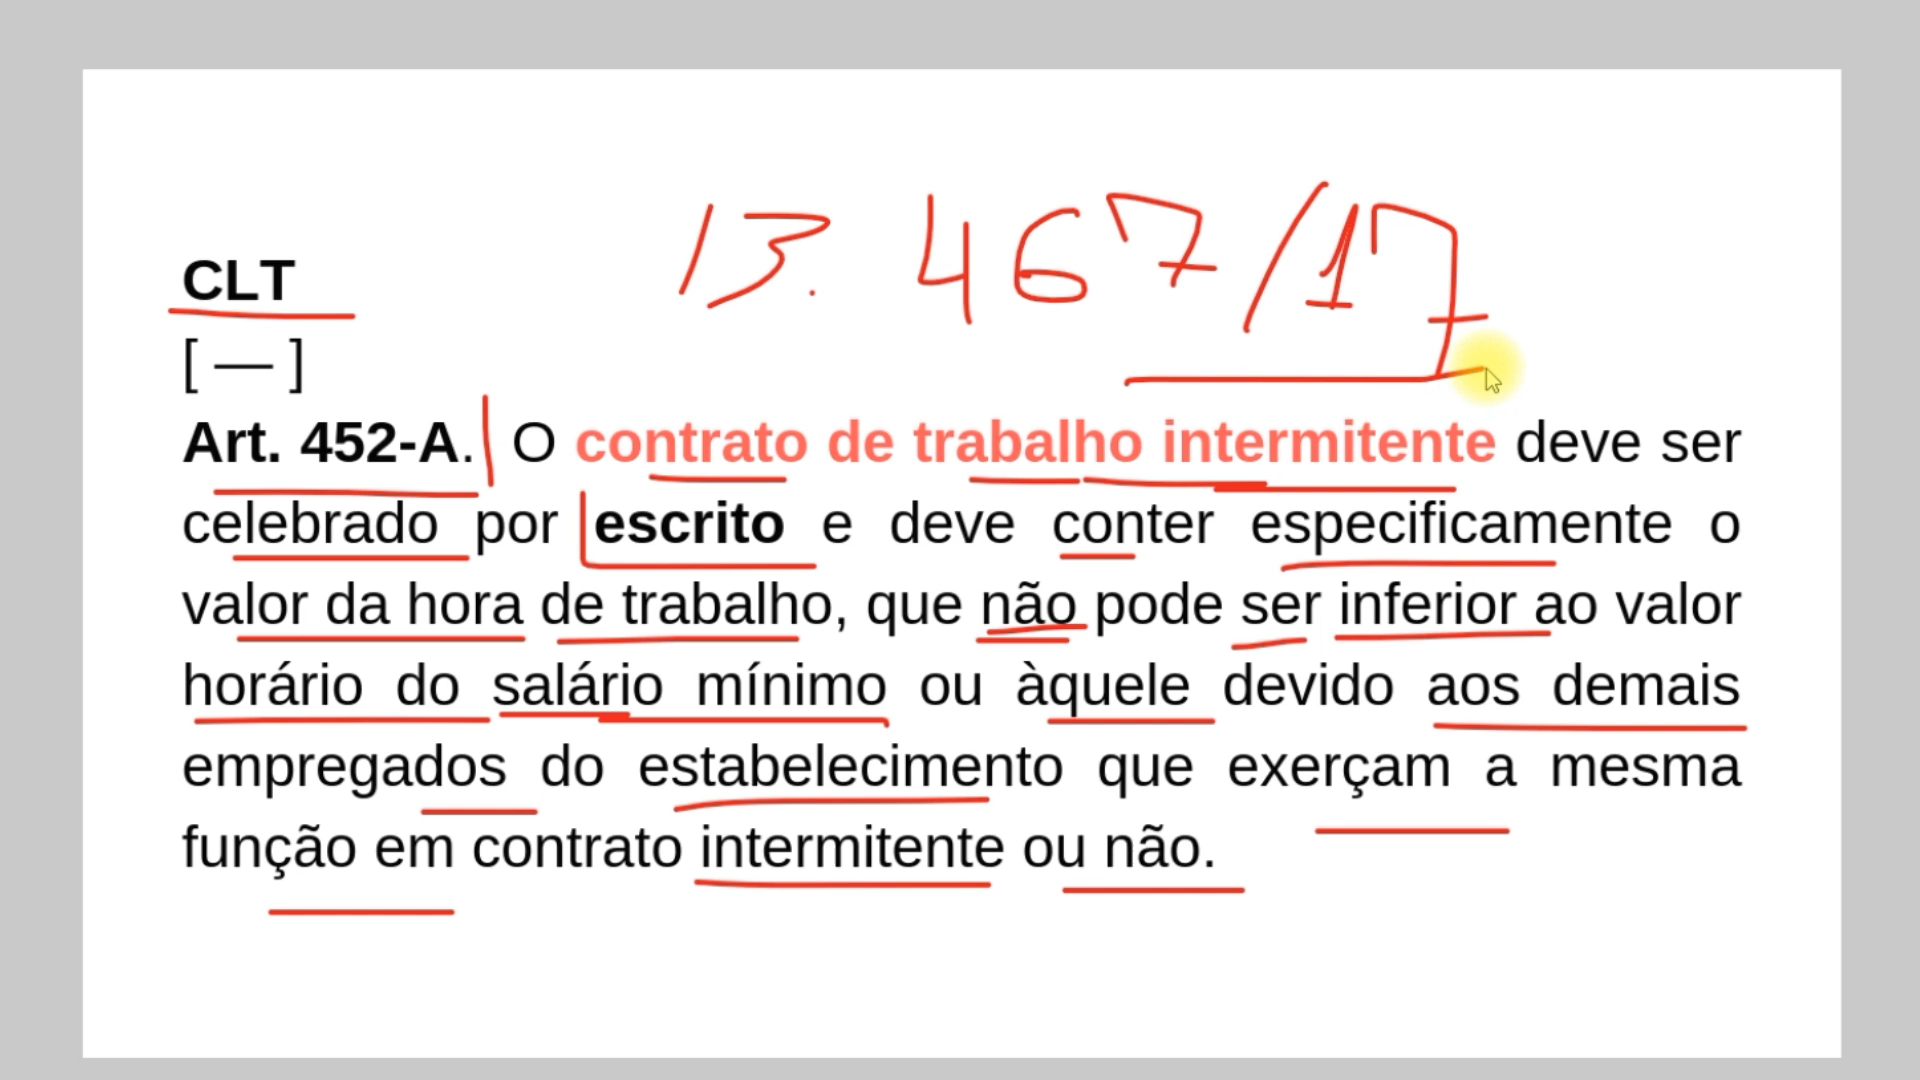 13. 467/17
CLT
[ — ]
Art. 452-A. O contrato de trabalho intermitente deve ser
celebrado por escrito e deve conter especificamente o
valor da hora de trabalho, que não pode ser inferior ao valor
horário do salário mínimo ou àquele devido aos demais
empregados do estabelecimento que exerçam a mesma
função em contrato intermitente ou não.